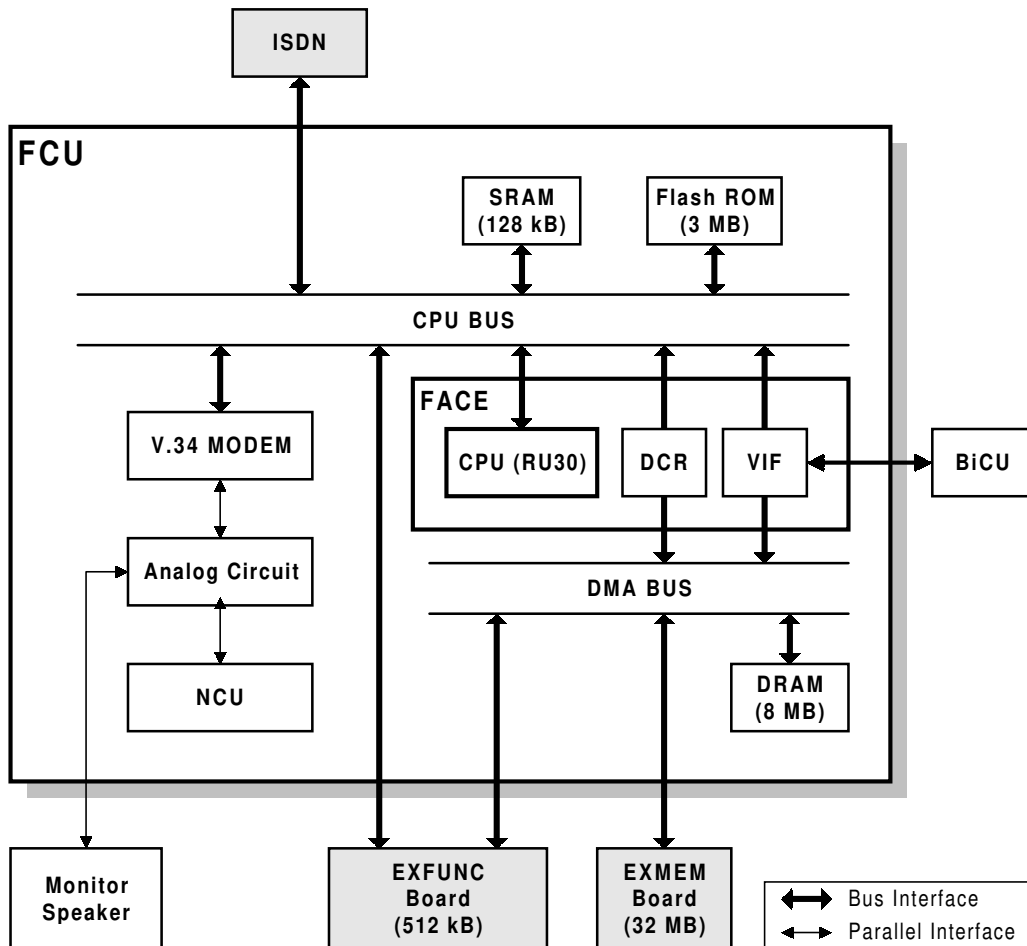 ISDN
FCU
SRAM
(128 kB)
Flash ROM
(3 MB)
CPU BUS
FACE
V.34 MODEM
CPU (RU30)
DCR
VIF
BiCU
Analog Circuit
DMA BUS
NCU
DRAM
(8 MB)
Monitor
Speaker
EXFUNC
Board
(512 kB)
EXMEM
Board
(32 MB)
Bus Interface
Parallel Interface